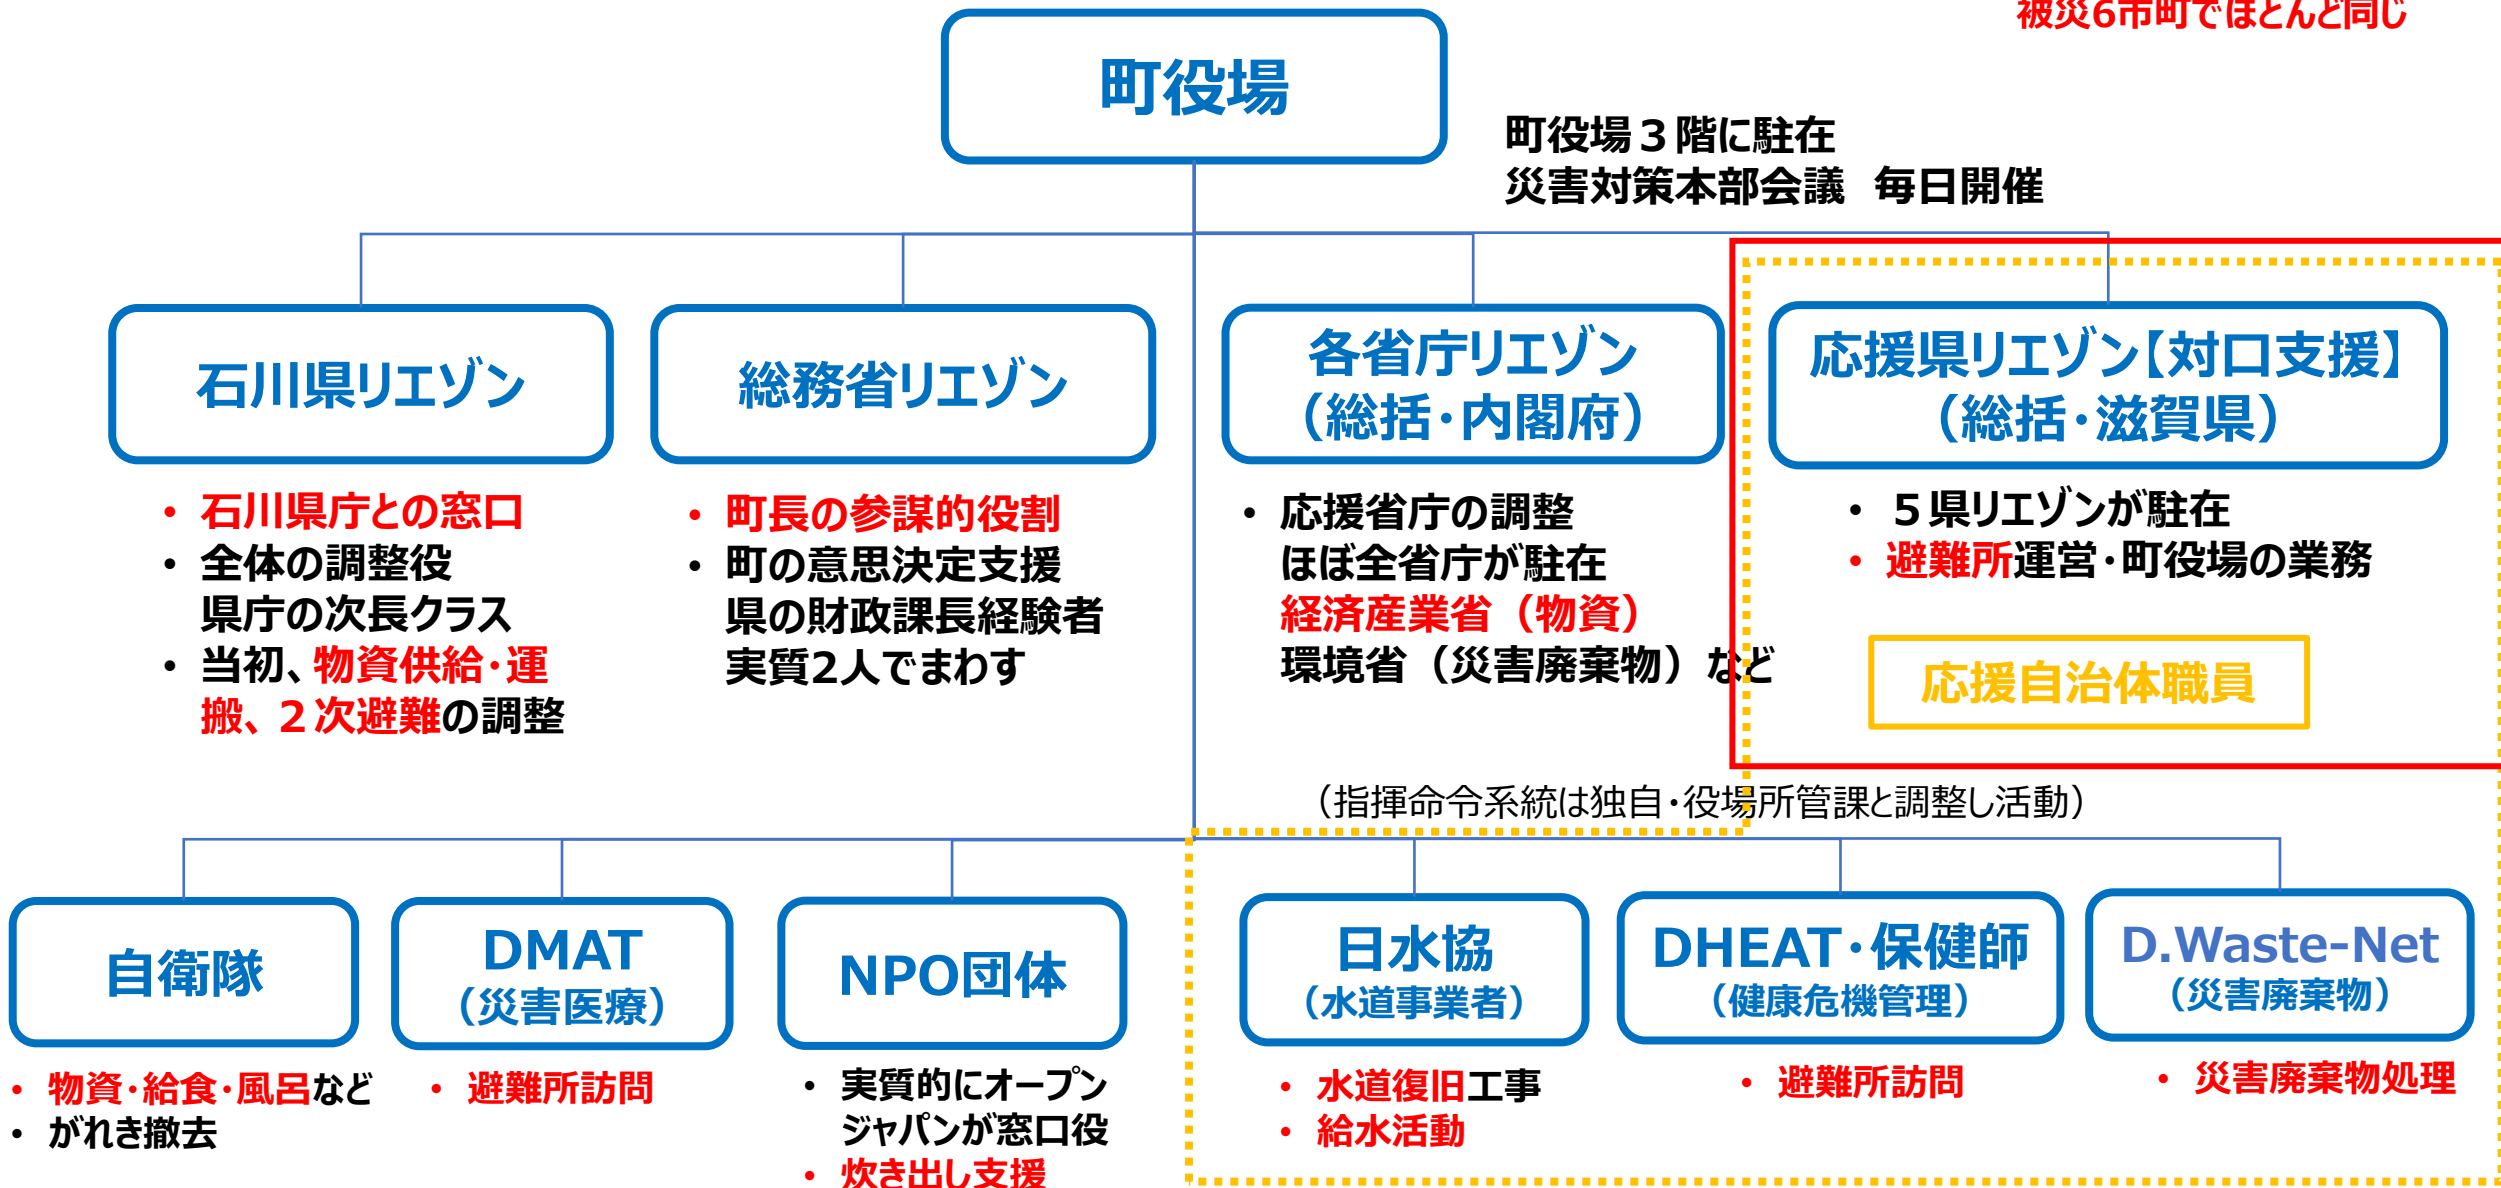 被災6市町でほとんど同じ
町役場
町役場３階に駐在
災害対策本部会議　毎日開催
石川県リエゾン
総務省リエゾン
各省庁リエゾン
（総括・内閣府）
応援県リエゾン【対口支援】
（総括・滋賀県）
• 石川県庁との窓口
• 全体の調整役
県庁の次長クラス
• 当初、物資供給・運
搬、２次避難の調整
• 町長の参謀的役割
• 町の意思決定支援
県の財政課長経験者
実質2人でまわす
• 応援省庁の調整
ほぼ全省庁が駐在
経済産業省（物資）
環境省（災害廃棄物）など
• ５県リエゾンが駐在
• 避難所運営・町役場の業務
応援自治体職員
（指揮命令系統は独自・役場所管課と調整し活動）
自衛隊
DMAT
（災害医療）
NPO団体
日水協
（水道事業者）
DHEAT・保健師
（健康危機管理）
D.Waste-Net
（災害廃棄物）
• 物資・給食・風呂など
• がれき撤去
• 避難所訪問
• 実質的にオープン
ジャパンが窓口役
• 炊き出し支援
• 水道復旧工事
• 給水活動
• 避難所訪問
• 災害廃棄物処理